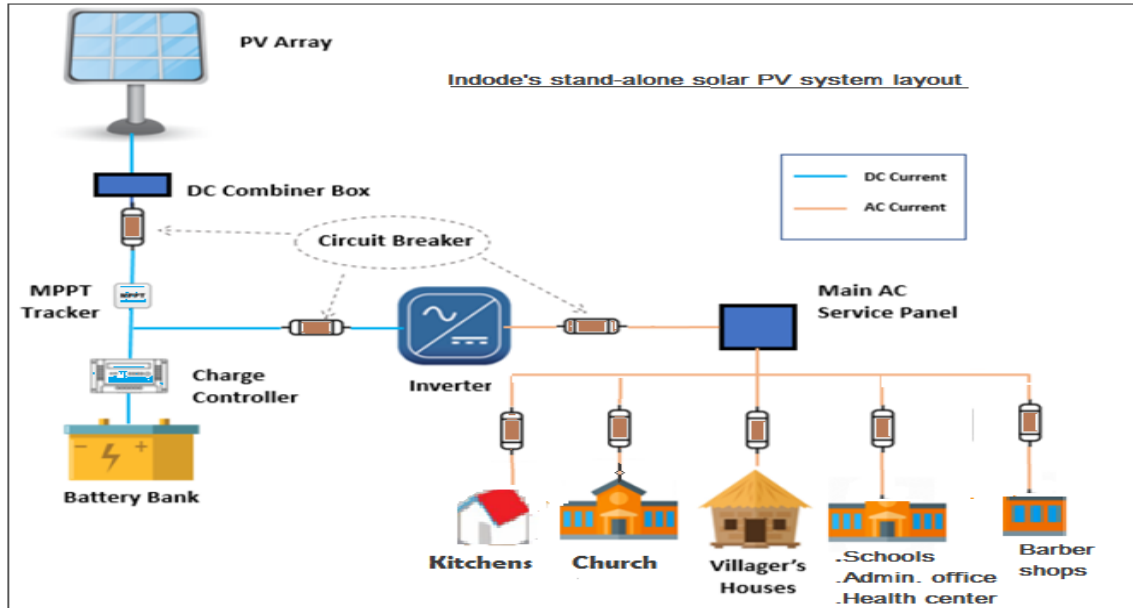 PV Array
Indode's stand-alone solar PV system layout
DC Current
AC Current
DC Combiner Box
Circuit Breaker
MPPT
Tracker
Main AC
Service Panel
Inverter
Charge
Controller
Battery Bank
Kitchens
Church
Villager's
Houses
.Schools
.Admin. office
.Health center
Barber
shops